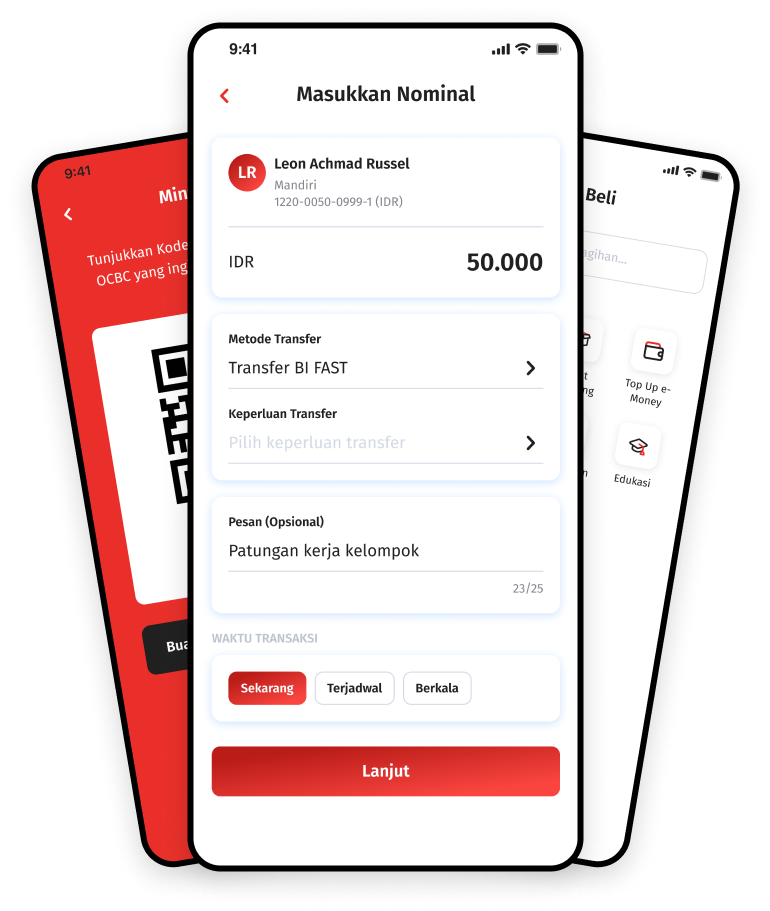 9:41
Masukkan Nominal
LR
Leon Achmad Russel
Mandiri
1220-0050-0999-1 (IDR)
IDR 50.000
Metode Transfer
Transfer BI FAST
Keperluan Transfer
Pilih keperluan transfer
Pesan (Opsional)
Patungan kerja kelompok
23/25
WAKTU TRANSAKSI
Sekarang Terjadwal Berkala
Lanjut
9:41
Min
Tunjukkan Kode
OCBC yang ing
Bua
Beli
agihan...
t
ng
Top Up e-
Money
n
Edukasi